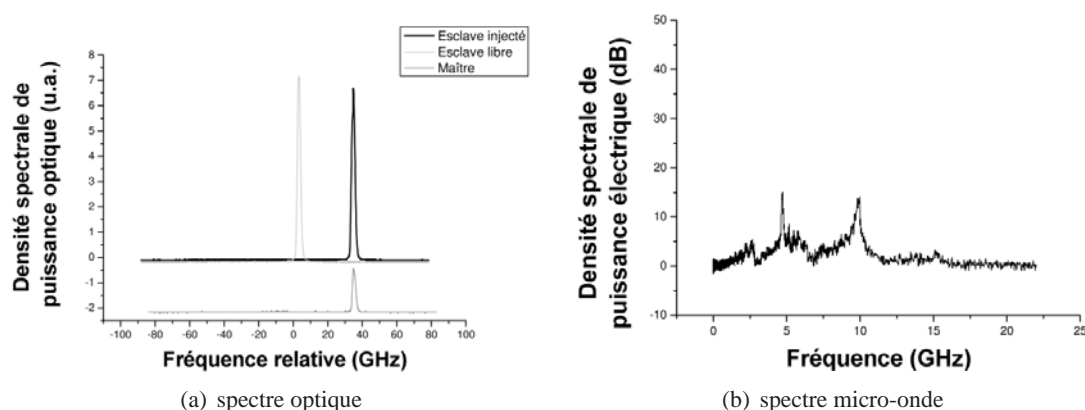 Esclave injecté
Esclave libre
Maître
Densité spectrale de
puissance optique (u.a.)
8
7
6
5
4
3
2
1
0
-1
-2
-100 -80 -60 -40 -20 0 20 40 60 80 100
Fréquence relative (GHz)
(a) spectre optique
Densité spectrale de
puissance électrique (dB)
50
40
30
20
10
0
-10
0 5 10 15 20 25
Fréquence (GHz)
(b) spectre micro-onde